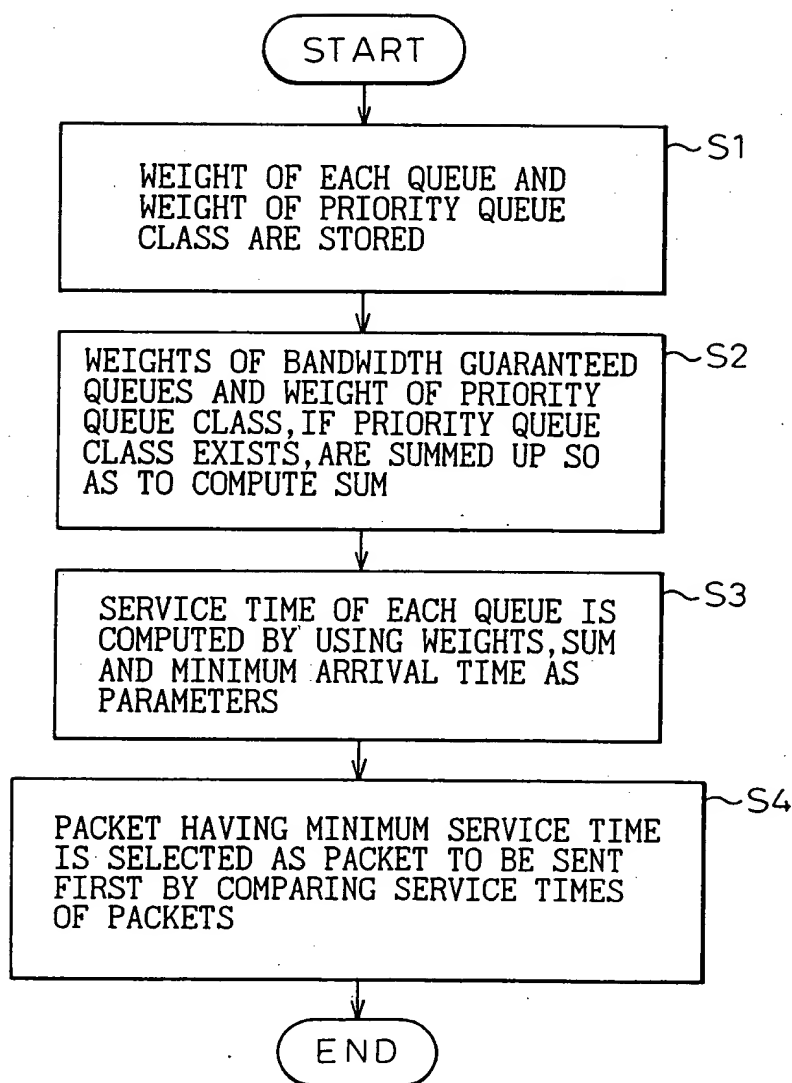 START
S1
WEIGHT OF EACH QUEUE AND
WEIGHT OF PRIORITY QUEUE
CLASS ARE STORED
S2
WEIGHTS OF BANDWIDTH GUARANTEED
QUEUES AND WEIGHT OF PRIORITY
QUEUE CLASS, IF PRIORITY QUEUE
CLASS EXISTS, ARE SUMMED UP SO
AS TO COMPUTE SUM
S3
SERVICE TIME OF EACH QUEUE IS
COMPUTED BY USING WEIGHTS, SUM
AND MINIMUM ARRIVAL TIME AS
PARAMETERS
S4
PACKET HAVING MINIMUM SERVICE TIME
IS SELECTED AS PACKET TO BE SENT
FIRST BY COMPARING SERVICE TIMES
OF PACKETS
END